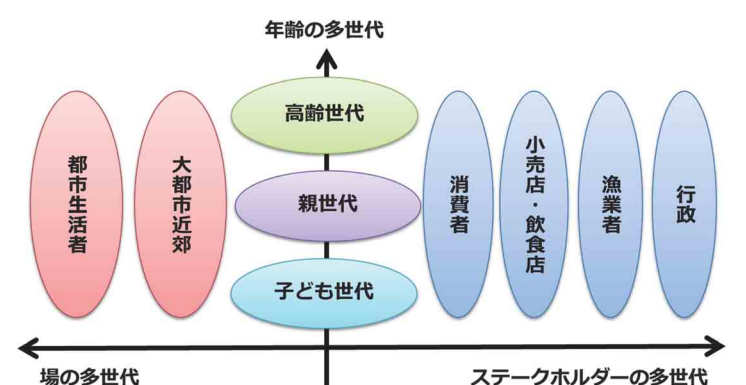 年齢の多世代
高齢世代
親世代
子ども世代
都市生活者
大都市近郊
消費者
小売店・飲食店
漁業者
行政
場の多世代
ステークホルダーの多世代